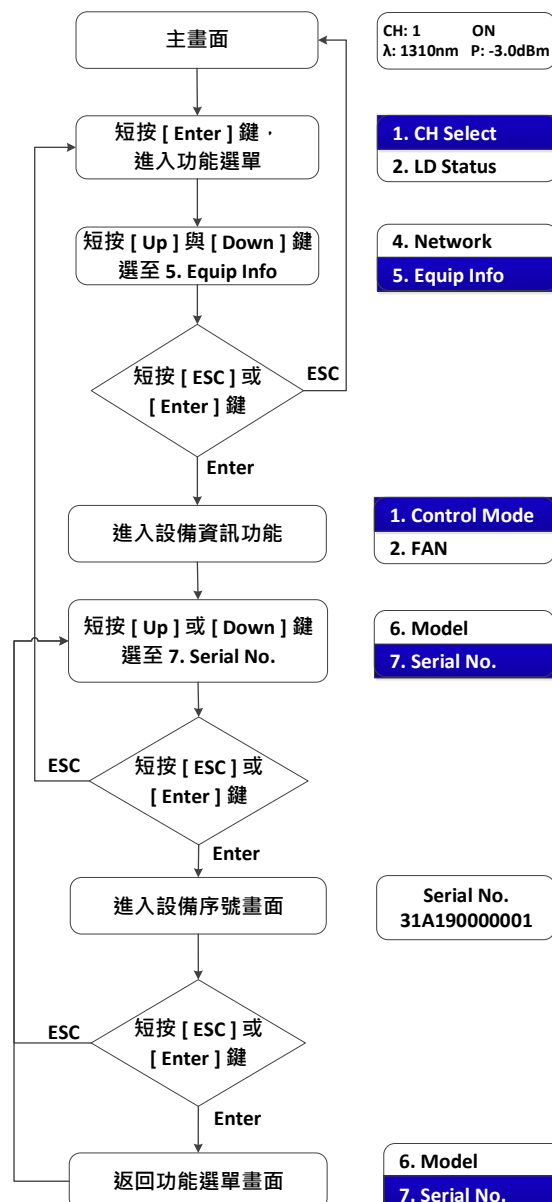 主畫面
CH: 1 ON
λ: 1310nm P: -3.0dBm
短按 [ Enter ] 鍵，
進入功能選單
1. CH Select
2. LD Status
短按 [ Up ] 與 [ Down ] 鍵
選至 5. Equip Info
4. Network
5. Equip Info
短按 [ ESC ] 或
[ Enter ] 鍵
ESC
Enter
進入設備資訊功能
1. Control Mode
2. FAN
短按 [ Up ] 或 [ Down ] 鍵
選至 7. Serial No.
6. Model
7. Serial No.
短按 [ ESC ] 或
[ Enter ] 鍵
ESC
Enter
進入設備序號畫面
Serial No.
31A190000001
短按 [ ESC ] 或
[ Enter ] 鍵
ESC
Enter
返回功能選單畫面
6. Model
7. Serial No.